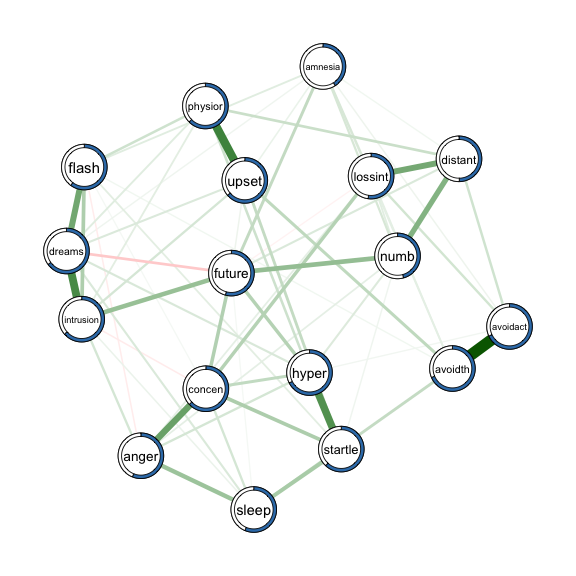 amnesia
physior
distant
flash
lossint
upset
dreams
numb
future
intrusion
avoidact
avoidth
hyper
concen
startle
anger
sleep